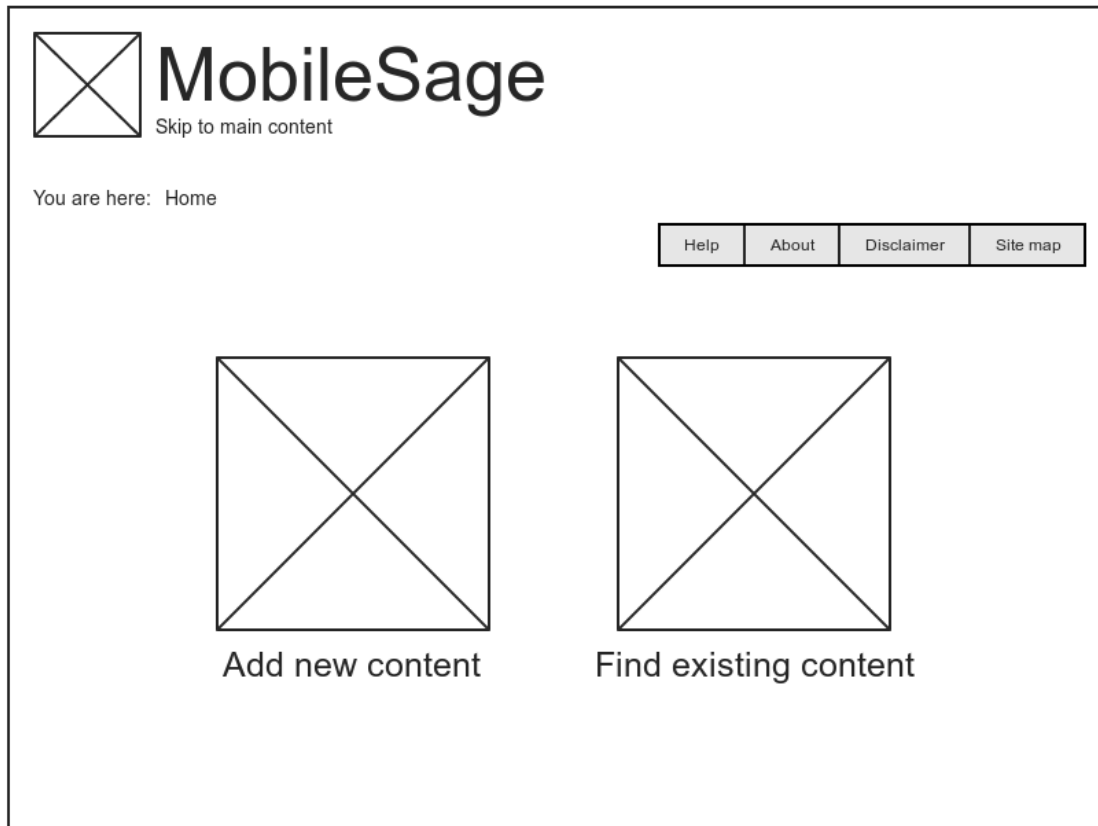 MobileSage
Skip to main content
You are here: Home
Help About Disclaimer Site map
Add new content
Find existing content